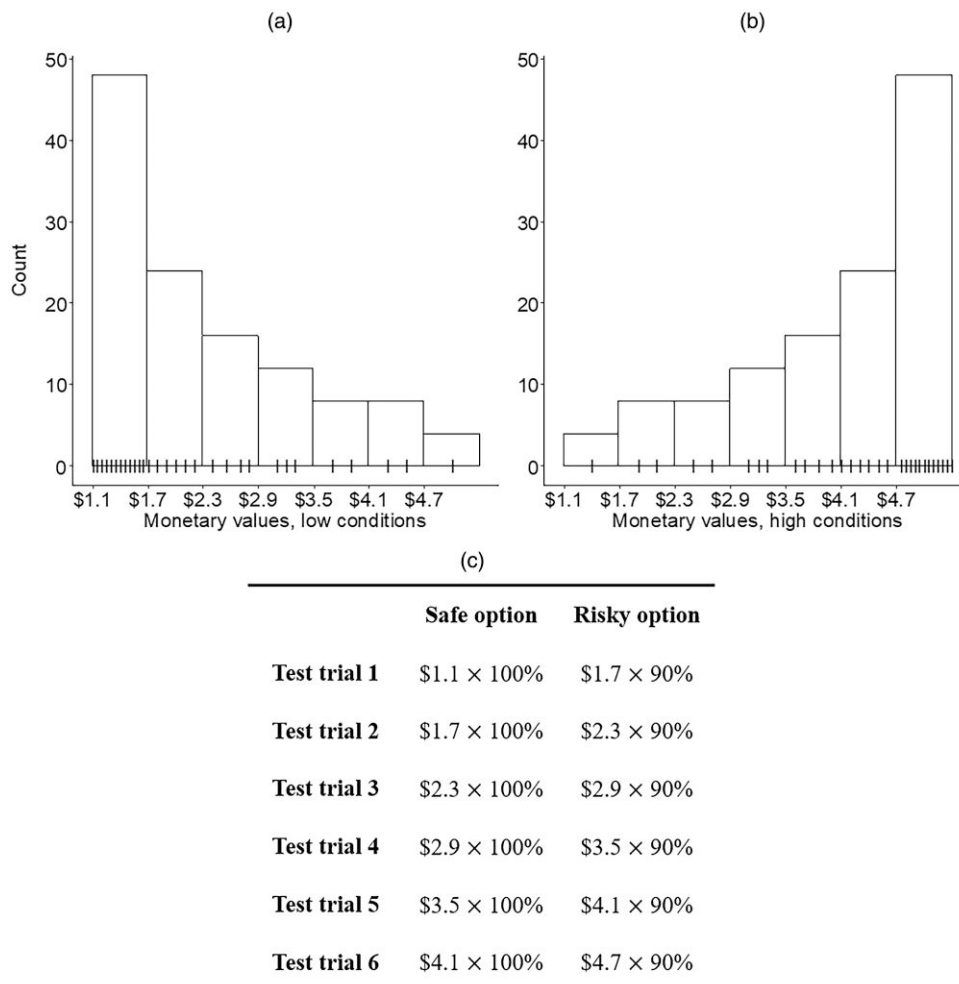 (a)
50
40
30
20
10
0
Count
$1.1 $1.7 $2.3 $2.9 $3.5 $4.1 $4.7
Monetary values, low conditions
(b)
50
40
30
20
10
0
$1.1 $1.7 $2.3 $2.9 $3.5 $4.1 $4.7
Monetary values, high conditions
(c)
Safe option Risky option
Test trial 1 $1.1 × 100% $1.7 × 90%
Test trial 2 $1.7 × 100% $2.3 × 90%
Test trial 3 $2.3 × 100% $2.9 × 90%
Test trial 4 $2.9 × 100% $3.5 × 90%
Test trial 5 $3.5 × 100% $4.1 × 90%
Test trial 6 $4.1 × 100% $4.7 × 90%